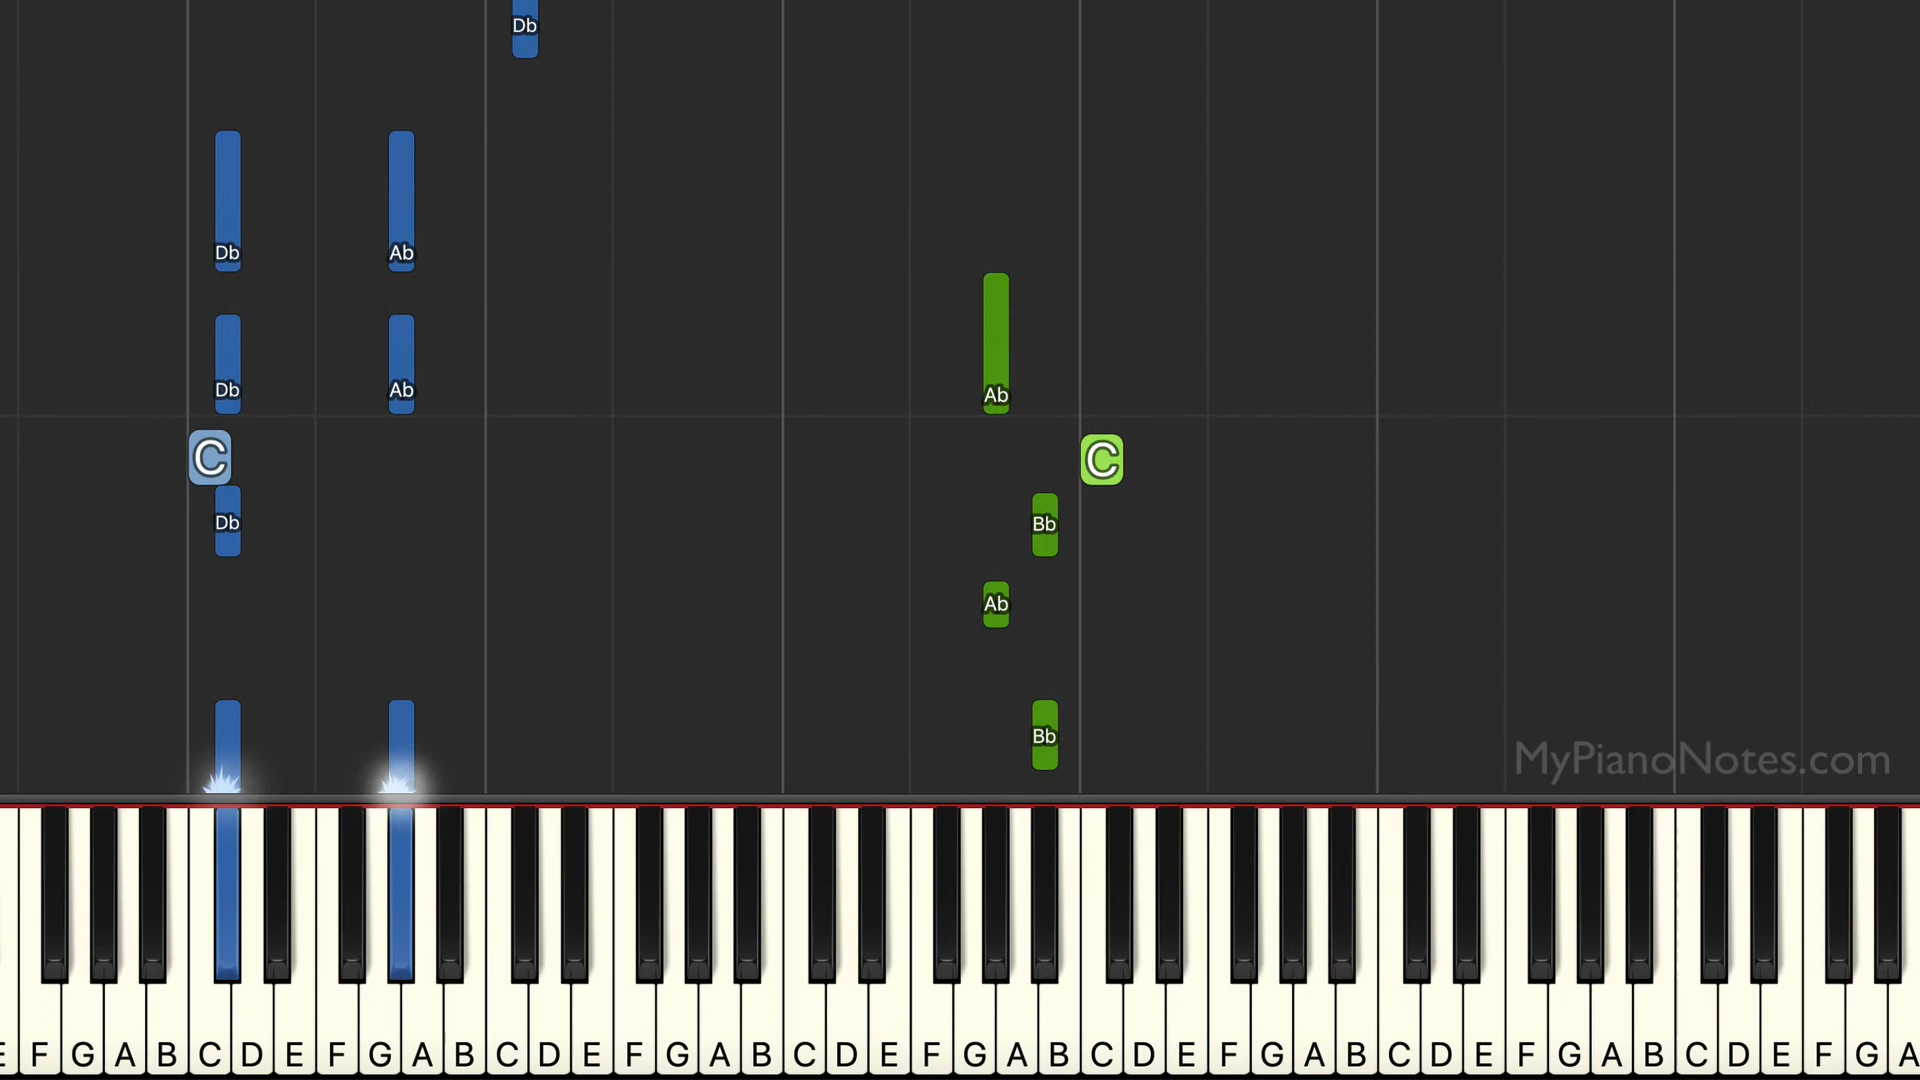 Db
Db Ab
Db Ab Ab
C C
Db Bb
Ab
Bb
MyPianoNotes.com
E F G A B C D E F G A B C D E F G A B C D E F G A B C D E F G A B C D E F G A B C D E F G A